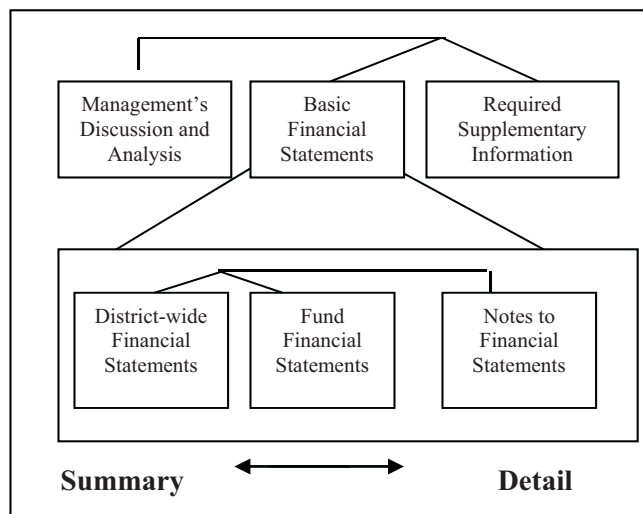 Management’s
Discussion and
Analysis
Basic
Financial
Statements
Required
Supplementary
Information
District-wide
Financial
Statements
Fund
Financial
Statements
Notes to
Financial
Statements
Summary
Detail